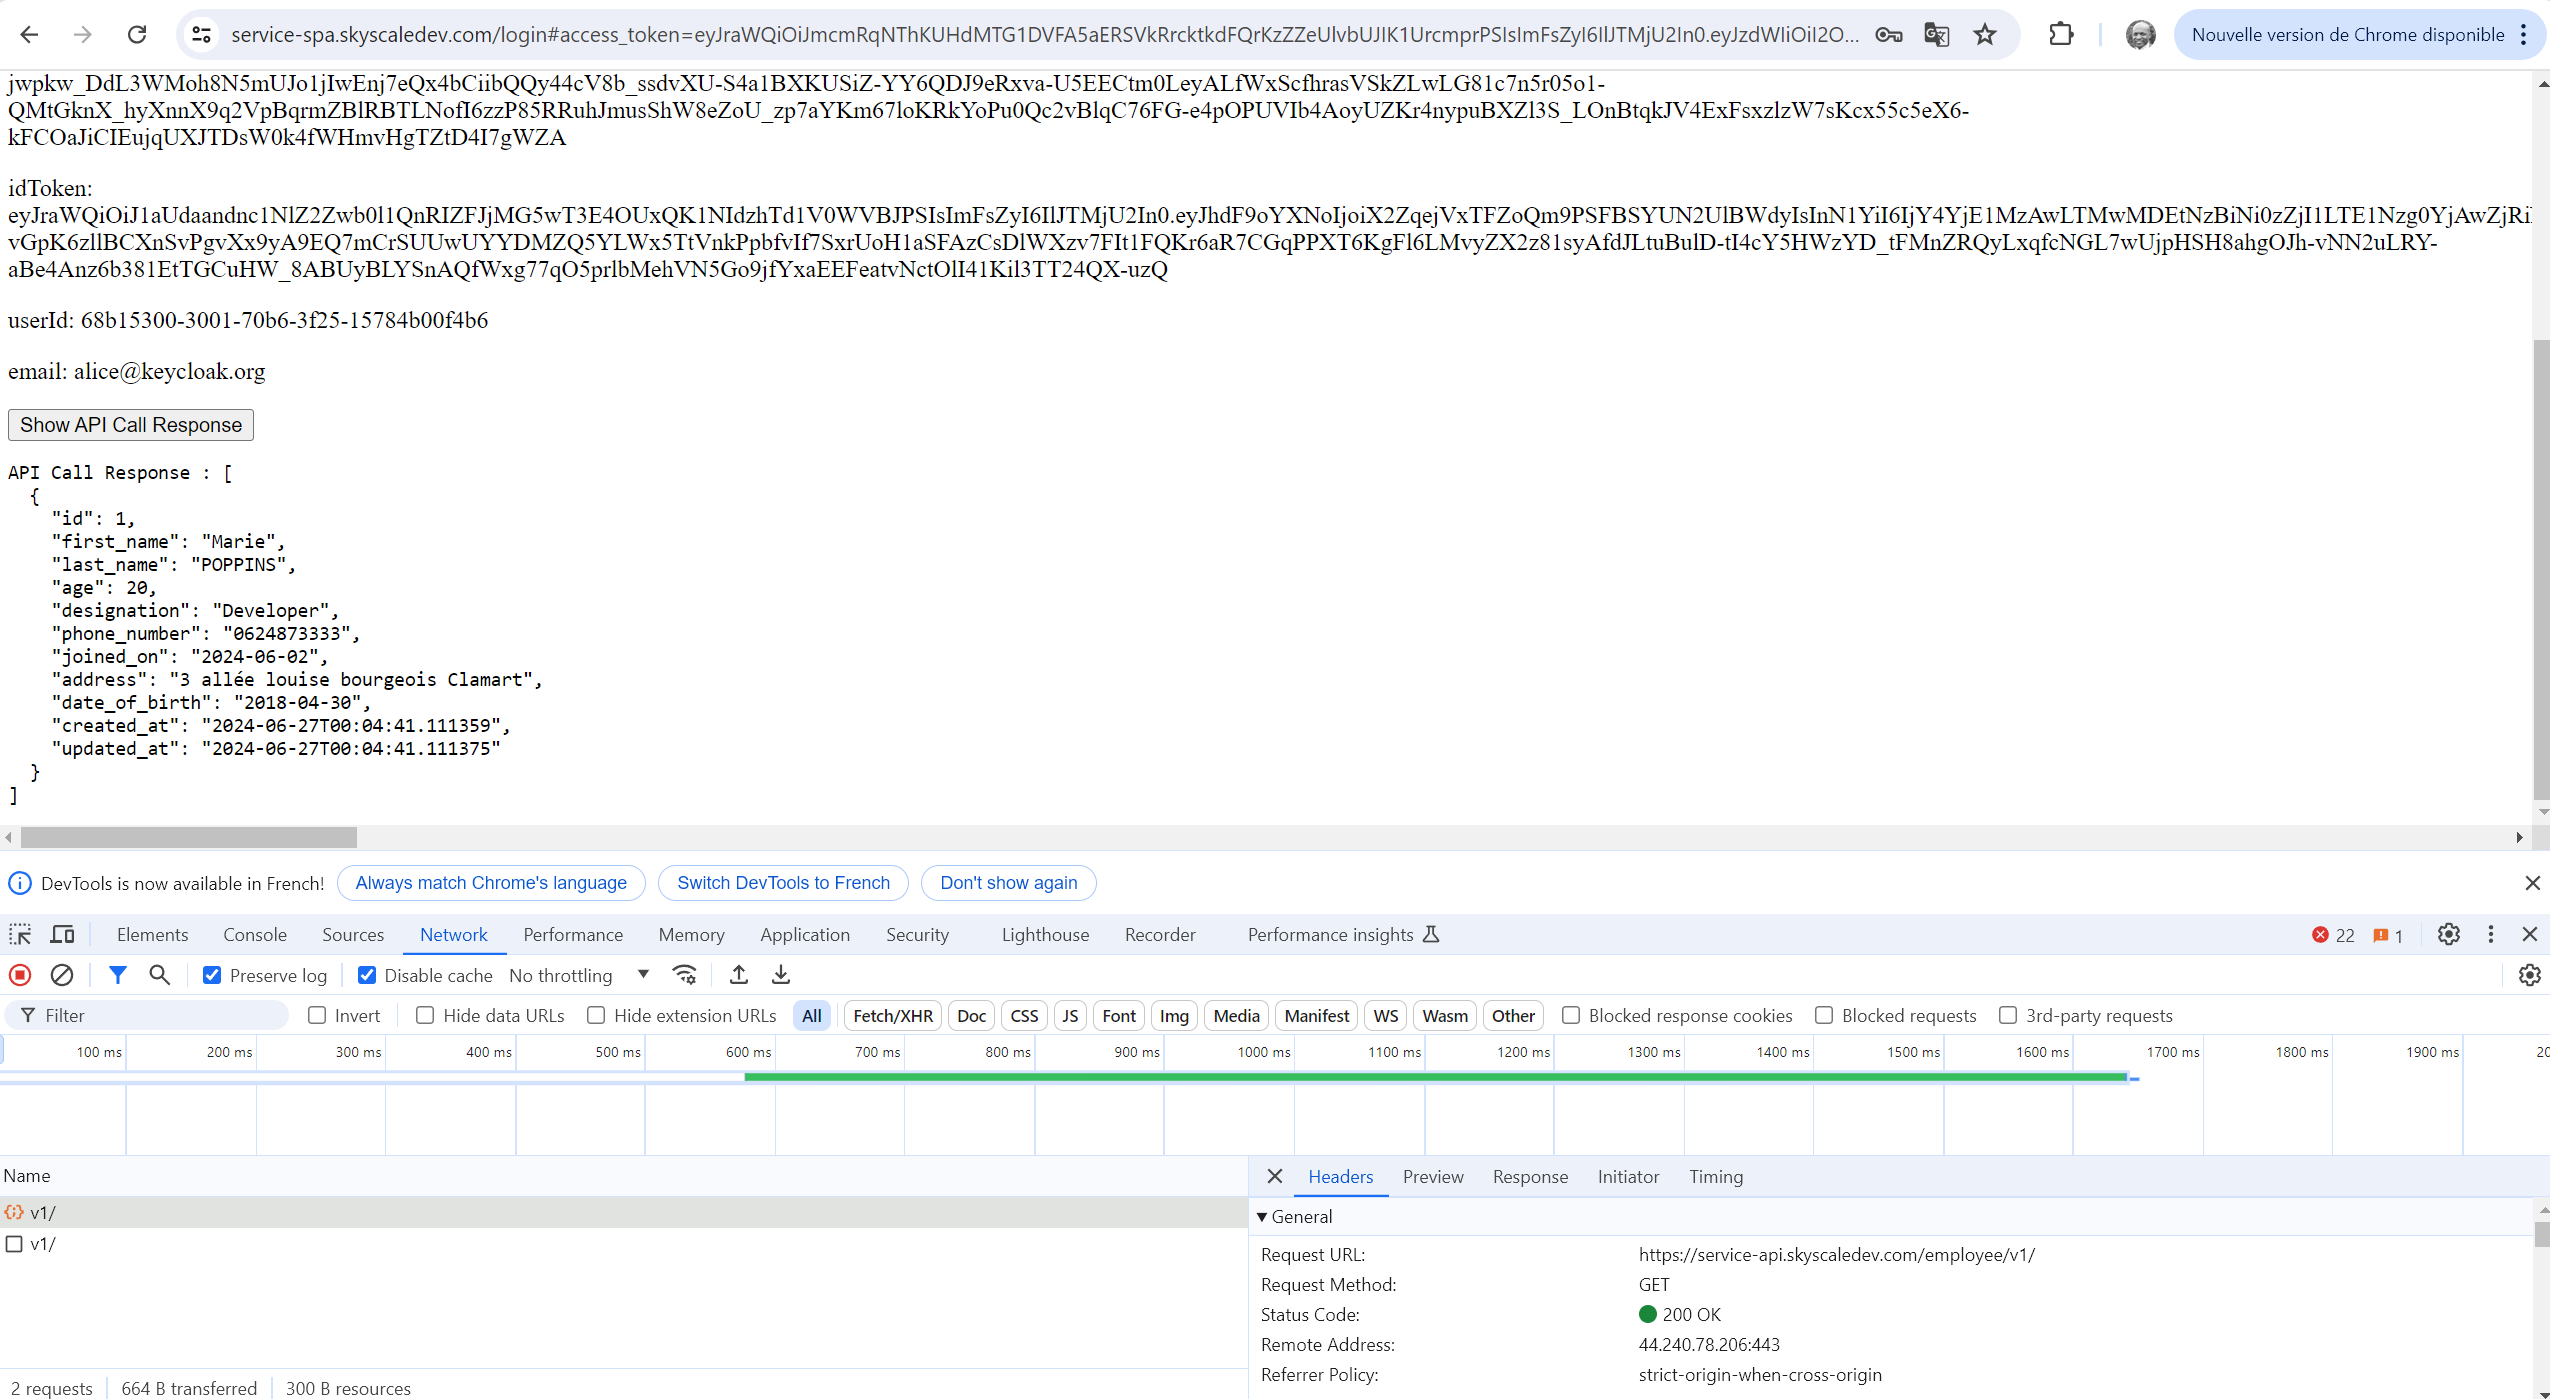 service-spa.skyscaledev.com/login#access_token=eyJraWQiOiJmcmRqNThKUHdMTG1DVFA5aERSVkRrcktkdFQrKzZZeUlvbUJIK1UrcmprPSIsImFsZyI6IlJTMjU2In0.eyJzdWIiOiI2O...
Nouvelle version de Chrome disponible
jwpkw_DdL3WMoh8N5mUJo1jIwEnj7eQx4bCiibQQy44cV8b_ssdvXU-S4a1BXKUSiZ-YY6QDJ9eRxva-U5EECtm0LeyALfWxScfhrasVSkZLwLG81c7n5r05o1-
QMtGknX_hyXnnX9q2VpBqrmZBlRBTLNofI6zzP85RRuhJmusShW8eZoU_zp7aYKm67loKRkYoPu0Qc2vBlqC76FG-e4pOPUVIb4AoyUZKr4nypuBXZl3S_LOnBtqkJV4ExFsxzlzW7sKcx55c5eX6-
kFCOaJiCIEujqUXJTDsW0k4fWHmvHgTZtD4I7gWZA
idToken:
eyJraWQiOiJ1aUdaandnc1NlZ2Zwb0l1QnRIZFJjMG5wT3E4OUxQK1NIdzhTd1V0WVBJPSIsImFsZyI6IlJTMjU2In0.eyJhdF9oYXNoIjoiX2ZqejVxTFZoQm9PSFBSYUN2UlBWdyIsInN1YiI6IjY4YjE1MzAwLTMwMDEtNzBiNi0zZjI1LTE1Nzg0YjAwZjRi
vGpK6zllBCXnSvPgvXx9yA9EQ7mCrSUUwUYYDMZQ5YLWx5TtVnkPpbfvIf7SxrUoH1aSFAzCsDlWXzv7FIt1FQKr6aR7CGqPPXT6KgFl6LMvyZX2z81syAfdJLtuBulD-tI4cY5HWzYD_tFMnZRQyLxqfcNGL7wUjpHSH8ahgOJh-vNN2uLRY-
aBe4Anz6b381EtTGCuHW_8ABUyBLYSnAQfWxg77qO5prlbMehVN5Go9jfYxaEEFeatvNctOlI41Kil3TT24QX-uzQ
userId: 68b15300-3001-70b6-3f25-15784b00f4b6
email: alice@keycloak.org
Show API Call Response
API Call Response : [
{
"id": 1,
"first_name": "Marie",
"last_name": "POPPINS",
"age": 20,
"designation": "Developer",
"phone_number": "0624873333",
"joined_on": "2024-06-02",
"address": "3 allée louise bourgeois Clamart",
"date_of_birth": "2018-04-30",
"created_at": "2024-06-27T00:04:41.111359",
"updated_at": "2024-06-27T00:04:41.111375"
}
]
DevTools is now available in French! Always match Chrome's language Switch DevTools to French Don't show again
Elements Console Sources Network Performance Memory Application Security Lighthouse Recorder Performance insights 22 1
Preserve log Disable cache No throttling
Filter Invert Hide data URLs Hide extension URLs All Fetch/XHR Doc CSS JS Font Img Media Manifest WS Wasm Other Blocked response cookies Blocked requests 3rd-party requests
100 ms 200 ms 300 ms 400 ms 500 ms 600 ms 700 ms 800 ms 900 ms 1000 ms 1100 ms 1200 ms 1300 ms 1400 ms 1500 ms 1600 ms 1700 ms 1800 ms 1900 ms 20
Name
v1/
v1/
Headers Preview Response Initiator Timing
General
Request URL: https://service-api.skyscaledev.com/employee/v1/
Request Method: GET
Status Code: 200 OK
Remote Address: 44.240.78.206:443
Referrer Policy: strict-origin-when-cross-origin
2 requests 664 B transferred 300 B resources